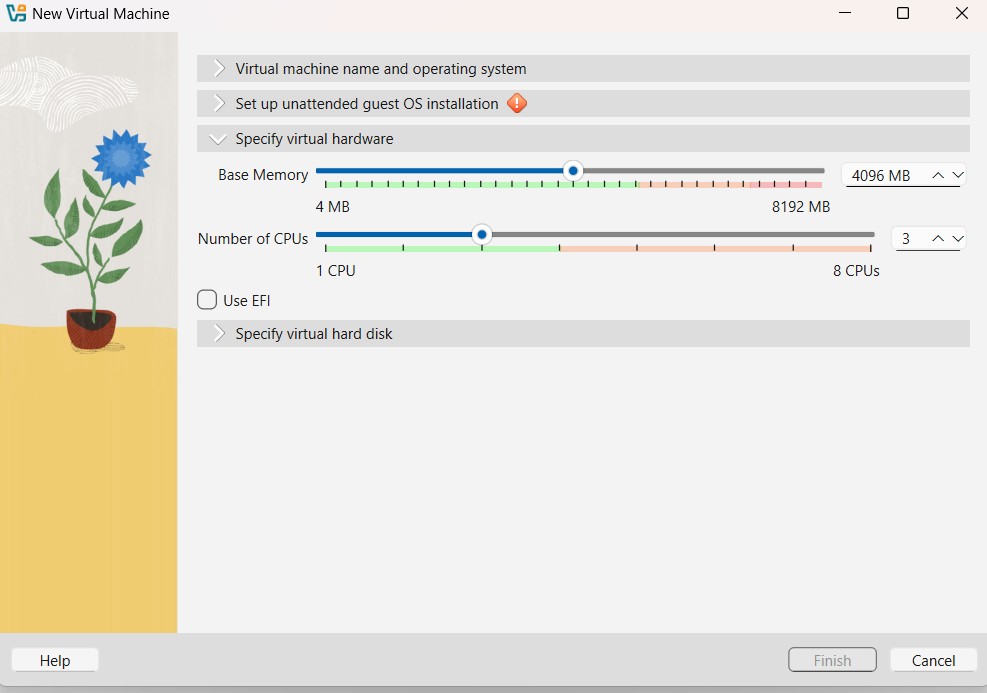 New Virtual Machine
Virtual machine name and operating system
Set up unattended guest OS installation
Specify virtual hardware
Base Memory 4096 MB
4 MB 8192 MB
Number of CPUs 3
1 CPU 8 CPUs
Use EFI
Specify virtual hard disk
Help Finish Cancel